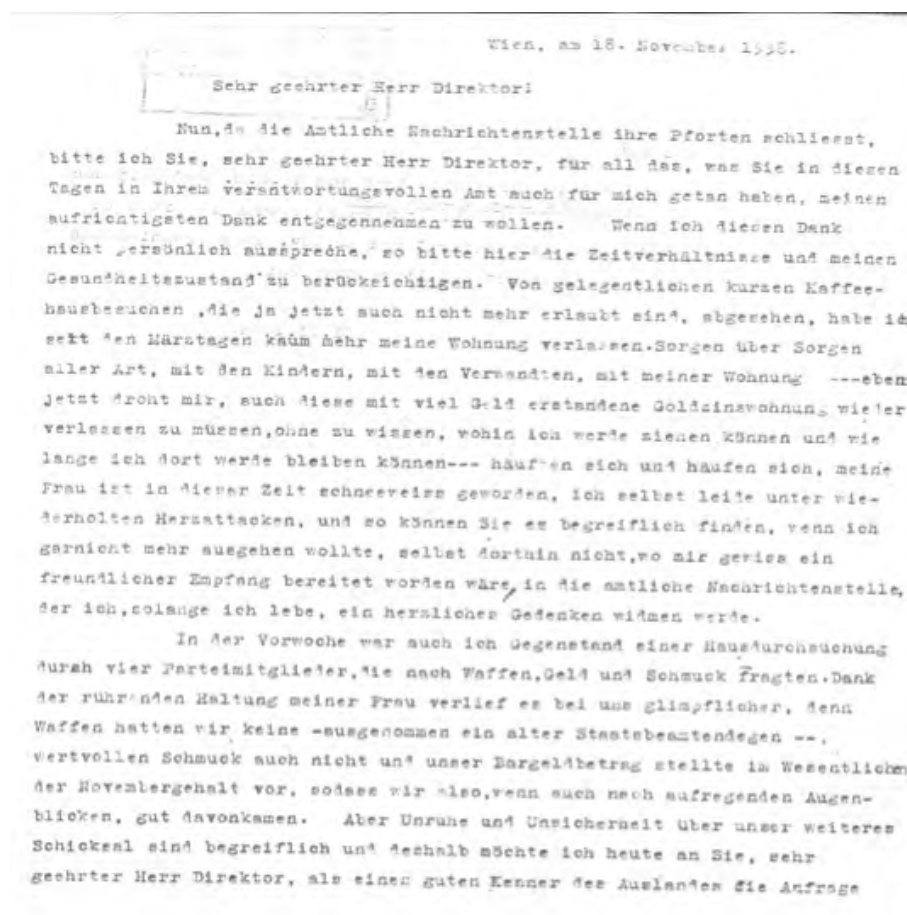 Wien, am 18. November 1938.
Sehr geehrter Herr Direktor!
Nun,da die Amtliche Nachrichtenstelle ihre Pforten schliesst,
bitte ich Sie, sehr geehrter Herr Direktor, für all das, was Sie in diesen
Tagen in Ihrem verantwortungsvollen Amt auch für mich getan haben, meinen
aufrichtigsten Dank entgegennehmen zu wollen. Wenn ich diesen Dank
nicht persönlich ausspreche, so bitte hier die Zeitverhältnisse und meinen
Gesundheitszustand zu berücksichtigen. Von gelegentlichen kurzen Kaffee-
hausbesuchen ,die ja jetzt auch nicht mehr erlaubt sind, abgesehen, habe ich
seit den Märztagen kaum mehr meine Wohnung verlassen.Sorgen über Sorgen
aller Art, mit den Kindern, mit den Verwandten, mit meiner Wohnung ---eben
jetzt droht mir, auch diese mit viel Geld erstandene Goldzinswohnung wieder
verlassen zu müssen,ohne zu wissen, wohin ich werde ziehen können und wie
lange ich dort werde bleiben können--- häuften sich und häufen sich, meine
Frau ist in dieser Zeit schneeweiss geworden, ich selbst leide unter wie-
derholten Herzattacken, und so können Sie es begreiflich finden, wenn ich
garnicht mehr ausgehen wollte, selbst dorthin nicht,wo mir gewiss ein
freundlicher Empfang bereitet worden wäre, in die amtliche Nachrichtenstelle,
der ich,solange ich lebe, ein herzliches Gedenken widmen werde.
In der Vorwoche war auch ich Gegenstand einer Hausdurchsuchung
durch vier Parteimitglieder,die nach Waffen,Geld und Schmuck fragten.Dank
der rührenden Haltung meiner Frau verlief es bei uns glimpflicher, denn
Waffen hatten wir keine -ausgenommen ein alter Staatsbeamtendegen --,
wertvollen Schmuck auch nicht und unser Bargeldbetrag stellte im Wesentlichen
der Novembergehalt vor, sodass wir also,wenn auch nach aufregenden Augen-
blicken, gut davonkamen. Aber Unruhe und Unsicherheit über unser weiteres
Schicksal sind begreiflich und deshalb möchte ich heute an Sie, sehr
geehrter Herr Direktor, als einen guten Kenner des Auslandes die Anfrage